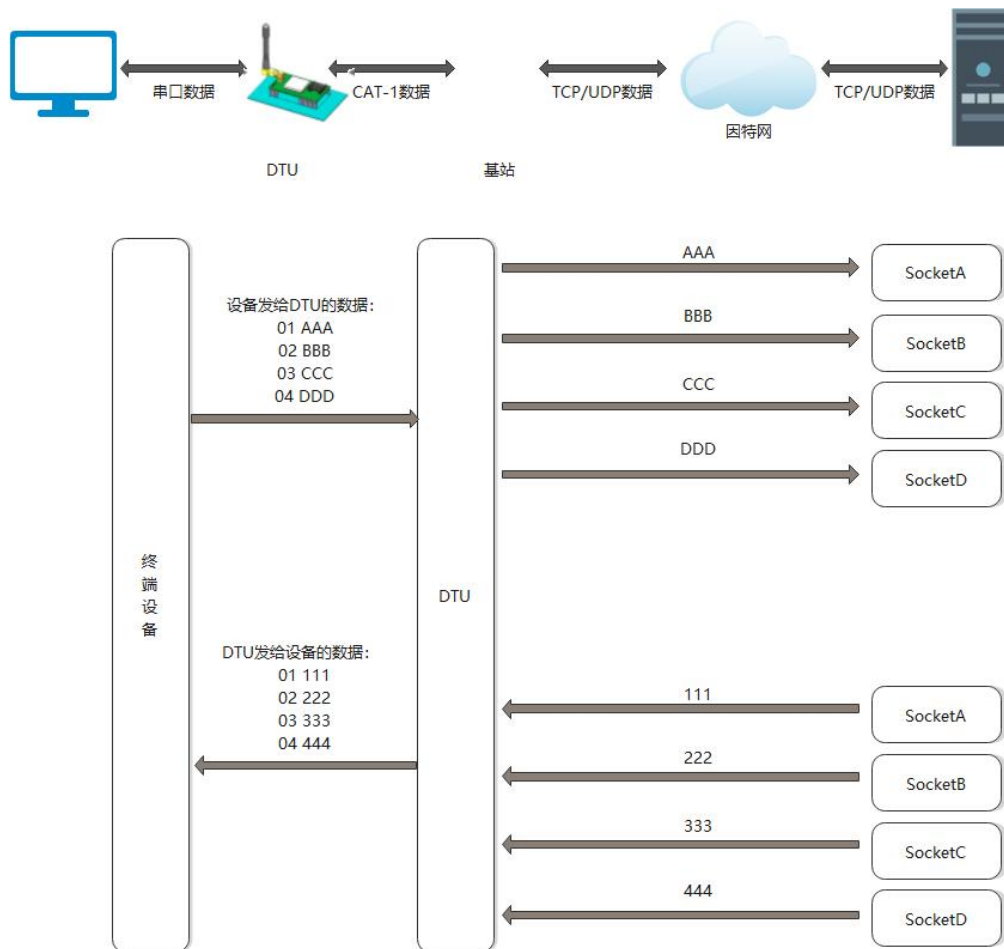 串口数据
CAT-1数据
TCP/UDP数据
TCP/UDP数据
因特网
DTU
基站
设备发给DTU的数据:
01 AAA
02 BBB
03 CCC
04 DDD
AAA
SocketA
BBB
SocketB
CCC
SocketC
DDD
SocketD
终
端
设
备
DTU
DTU发给设备的数据:
01 111
02 222
03 333
04 444
111
SocketA
222
SocketB
333
SocketC
444
SocketD